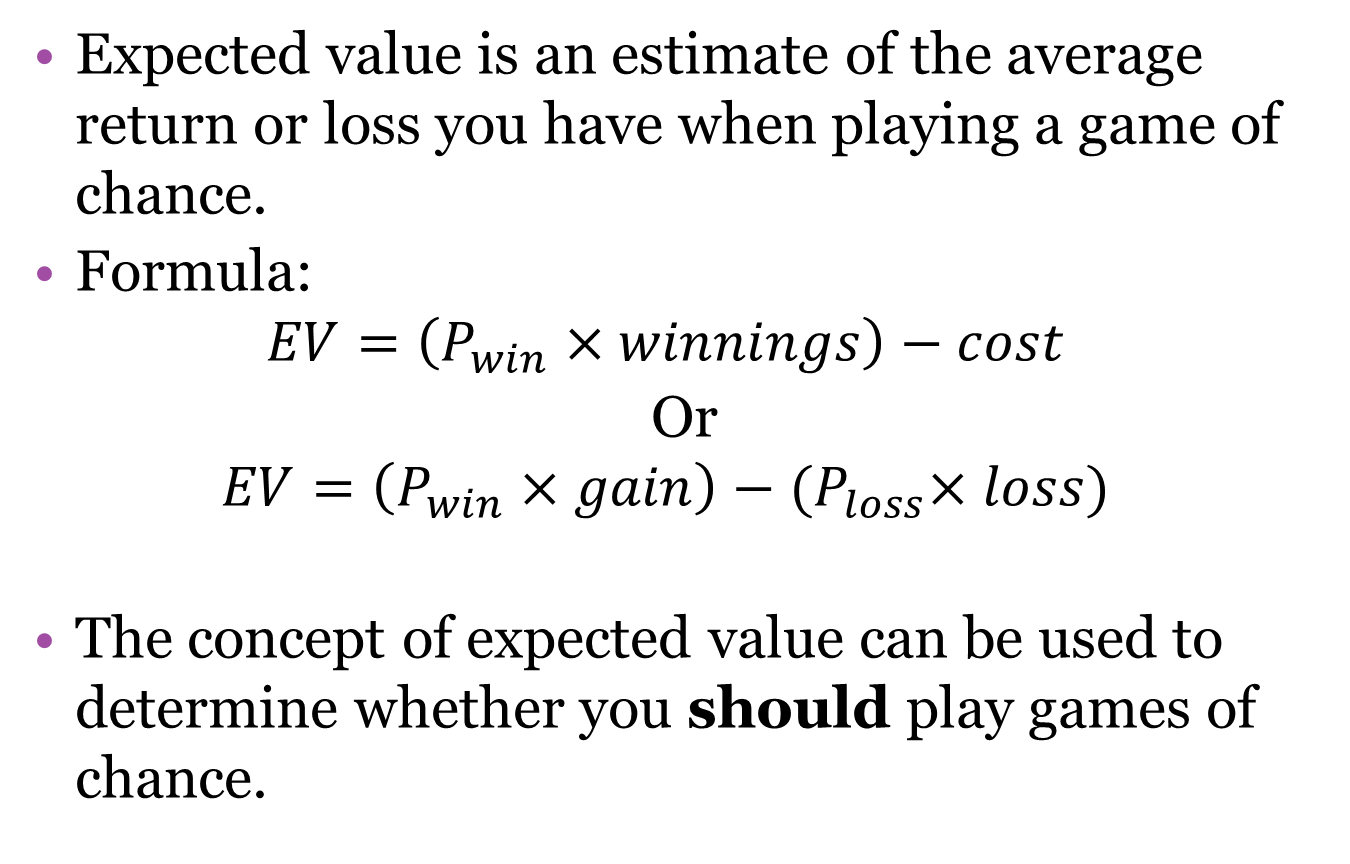 • Expected value is an estimate of the average
return or loss you have when playing a game of
chance.
• Formula:
EV = (P_win × winnings) − cost
Or
EV = (P_win × gain) − (P_loss × loss)
• The concept of expected value can be used to
determine whether you should play games of
chance.